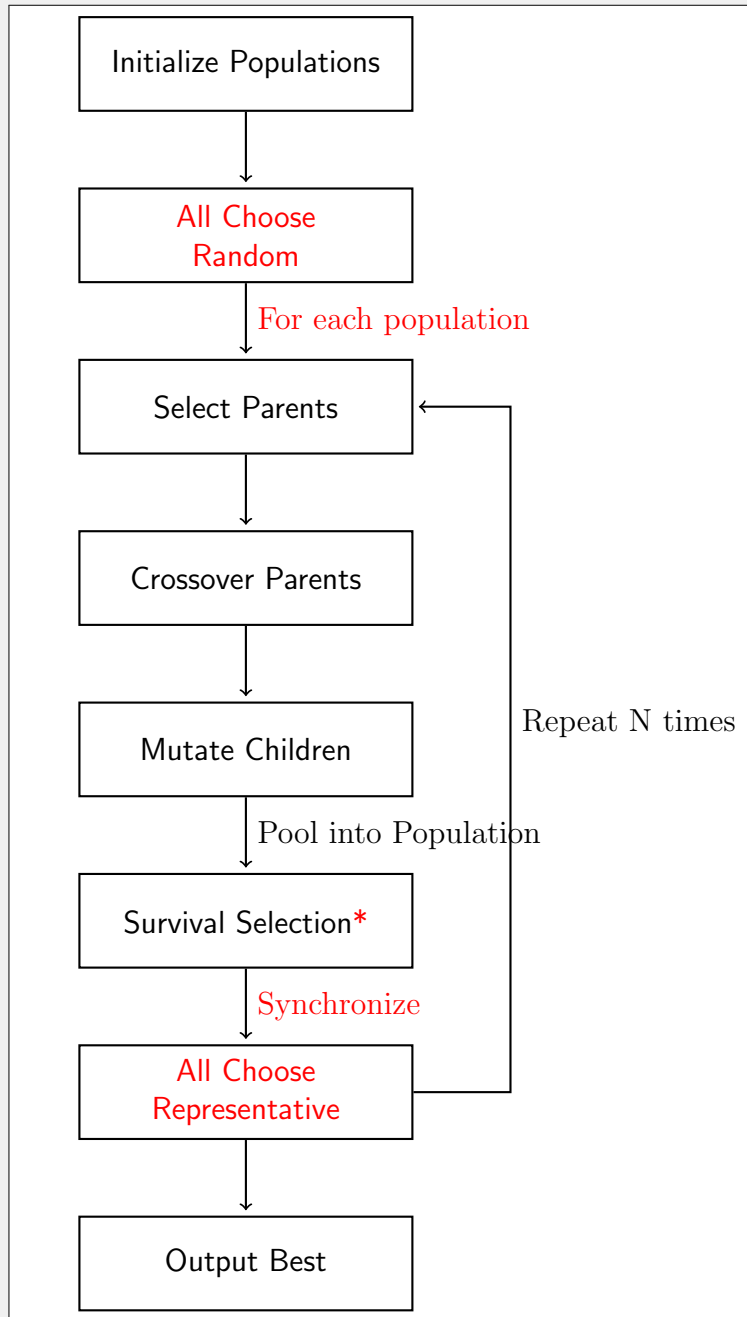 Initialize Populations
All Choose
Random
For each population
Select Parents
Crossover Parents
Repeat N times
Mutate Children
Pool into Population
Survival Selection*
Synchronize
All Choose
Representative
Output Best